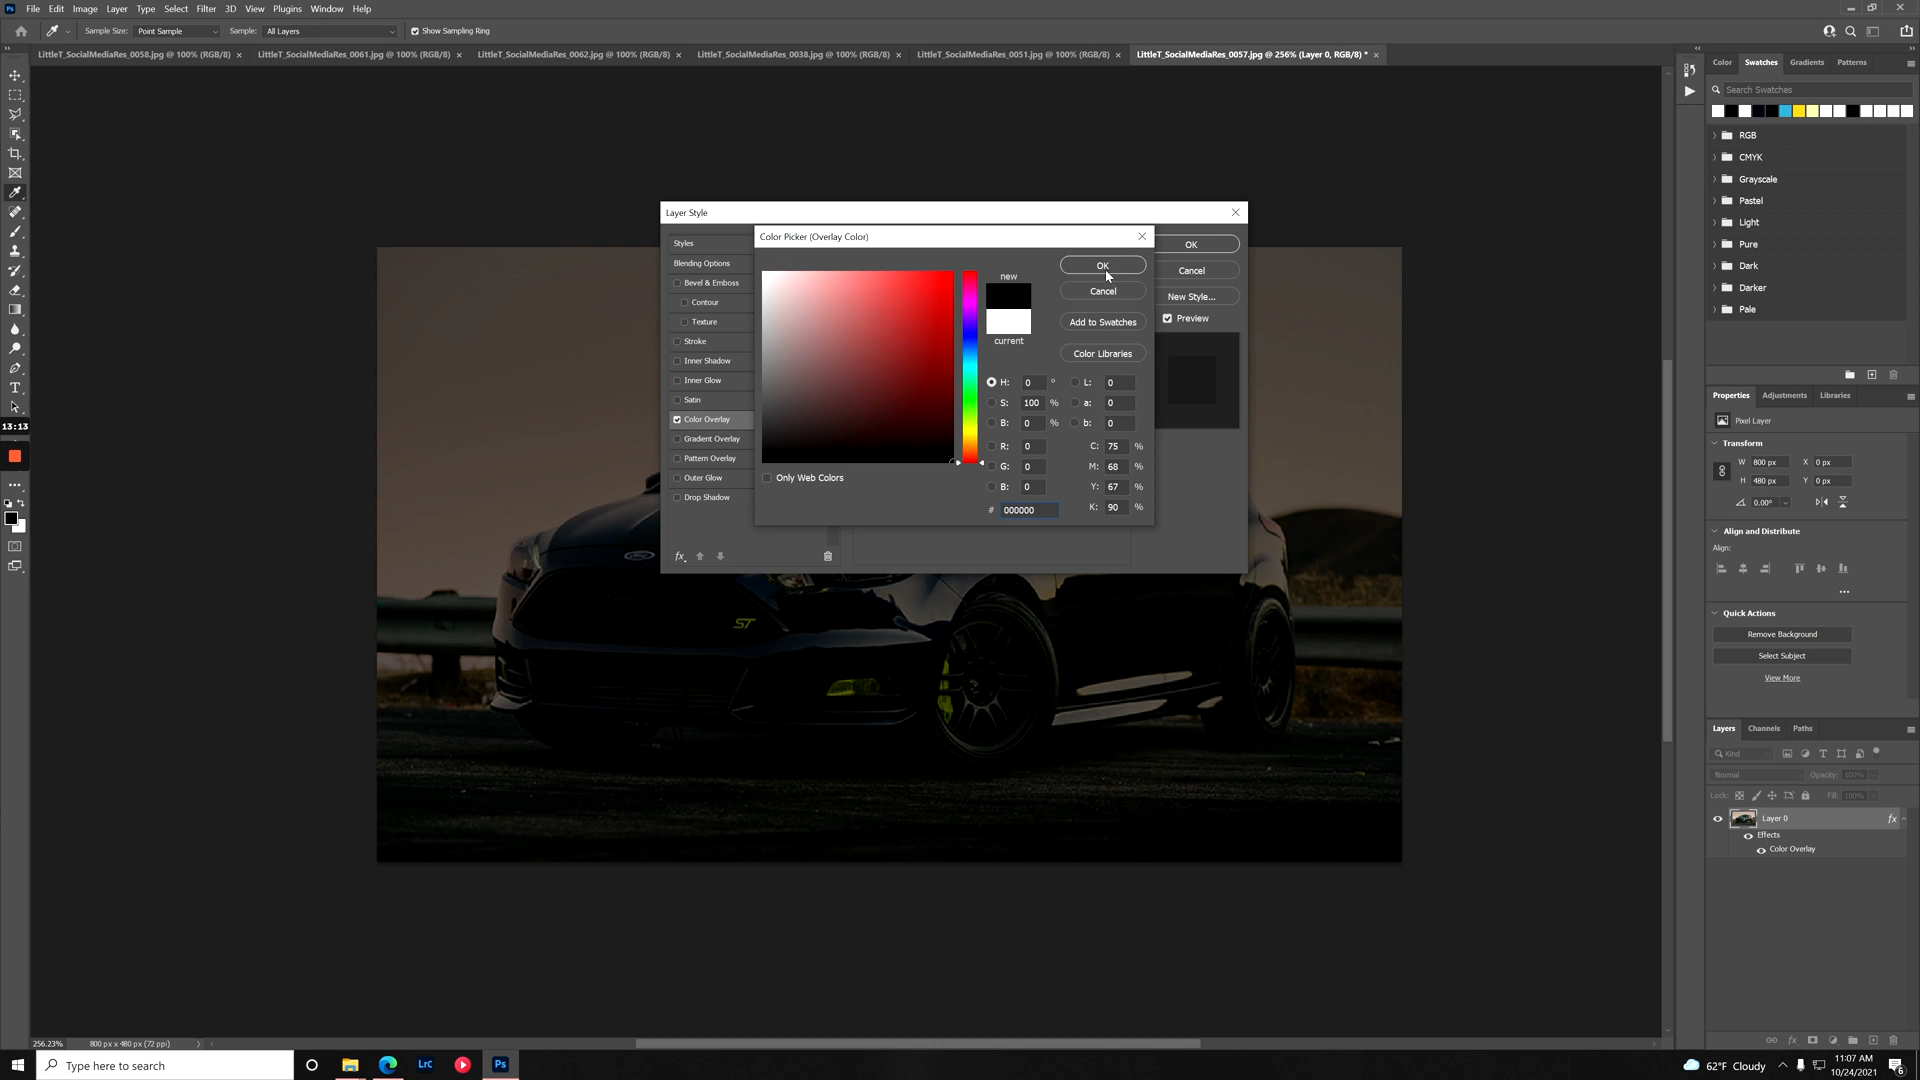 File Edit Image Layer Type Select Filter 3D View Plugins Window Help
Sample Size: Point Sample Sample: All Layers Show Sampling Ring
LittleT_SocialMediaRes_0058.jpg @ 100% (RGB/8) LittleT_SocialMediaRes_0061.jpg @ 100% (RGB/8) LittleT_SocialMediaRes_0062.jpg @ 100% (RGB/8) LittleT_SocialMediaRes_0038.jpg @ 100% (RGB/8) LittleT_SocialMediaRes_0051.jpg @ 100% (RGB/8) LittleT_SocialMediaRes_0057.jpg @ 256% (Layer 0, RGB/8) *
13:13
Layer Style
Styles
Blending Options
Bevel & Emboss
Contour
Texture
Stroke
Inner Shadow
Inner Glow
Satin
Color Overlay
Gradient Overlay
Pattern Overlay
Outer Glow
Drop Shadow
fx
OK
Cancel
New Style...
Preview
Color Picker (Overlay Color)
new
current
OK
Cancel
Add to Swatches
Color Libraries
H: 0 ° L: 0
S: 100 % a: 0
B: 0 % b: 0
R: 0 C: 75 %
G: 0 M: 68 %
B: 0 Y: 67 %
# 000000 K: 90 %
Only Web Colors
Ford
ST
Color Swatches Gradients Patterns
Search Swatches
RGB
CMYK
Grayscale
Pastel
Light
Pure
Dark
Darker
Pale
Properties Adjustments Libraries
Pixel Layer
Transform
W 800 px X 0 px
H 480 px Y 0 px
0.00°
Align and Distribute
Align:
Quick Actions
Remove Background
Select Subject
View More
Layers Channels Paths
Kind
Normal Opacity: 100%
Lock: Fill: 100%
Layer 0 fx
Effects
Color Overlay
256.23% 800 px x 480 px (72 ppi)
Type here to search
LrC
Ps
62°F Cloudy
11:07 AM
10/24/2021
6